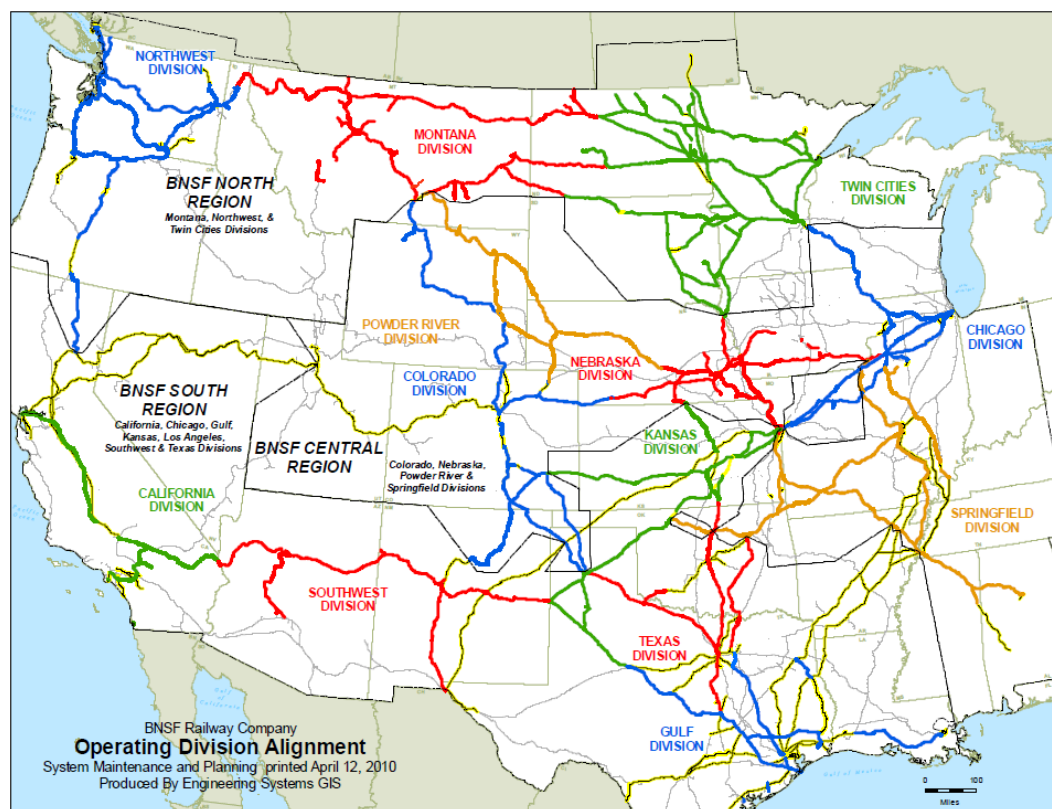 NORTHWEST
DIVISION
MONTANA
DIVISION
TWIN CITIES
DIVISION
BNSF NORTH
REGION
Montana, Northwest, &
Twin Cities Divisions
POWDER RIVER
DIVISION
NEBRASKA
DIVISION
CHICAGO
DIVISION
COLORADO
DIVISION
BNSF SOUTH
REGION
California, Chicago, Gulf,
Kansas, Los Angeles,
Southwest & Texas Divisions
BNSF CENTRAL
REGION
Colorado, Nebraska,
Powder River &
Springfield Divisions
KANSAS
DIVISION
CALIFORNIA
DIVISION
SPRINGFIELD
DIVISION
SOUTHWEST
DIVISION
TEXAS
DIVISION
GULF
DIVISION
BNSF Railway Company
Operating Division Alignment
System Maintenance and Planning printed April 12, 2010
Produced By Engineering Systems GIS
Gulf of Mexico
0 100
Miles